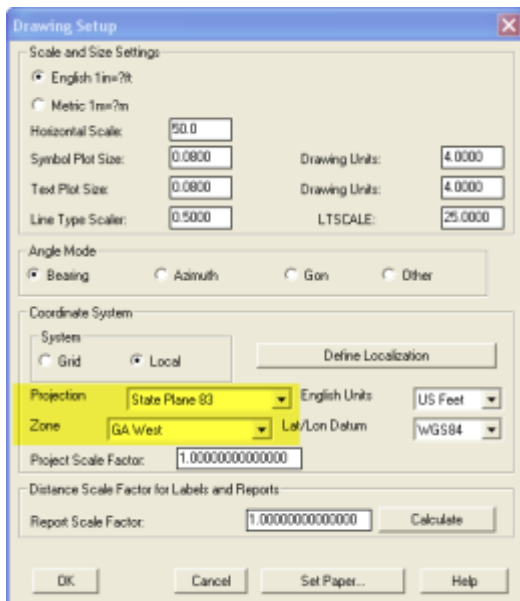 Drawing Setup
Scale and Size Settings
English 1in=?ft
Metric 1m=?m
Horizontal Scale: 50.0
Symbol Plot Size: 0.0800 Drawing Units: 4.0000
Text Plot Size: 0.0800 Drawing Units: 4.0000
Line Type Scaler: 0.5000 LTSCALE: 25.0000
Angle Mode
Bearing Azimuth Gon Other
Coordinate System
System
Grid Local Define Localization
Projection State Plane 83 English Units US Feet
Zone GA West Lat/Lon Datum WGS84
Project Scale Factor: 1.00000000000000
Distance Scale Factor for Labels and Reports
Report Scale Factor: 1.00000000000000 Calculate
OK Cancel Set Paper... Help